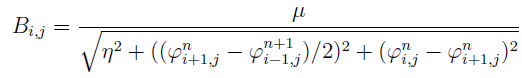 B_{i,j} = \frac{\mu}{\sqrt{\eta^2 + ((\varphi^n_{i+1,j} - \varphi^{n+1}_{i-1,j})/2)^2 + (\varphi^n_{i,j} - \varphi^n_{i+1,j})^2}}